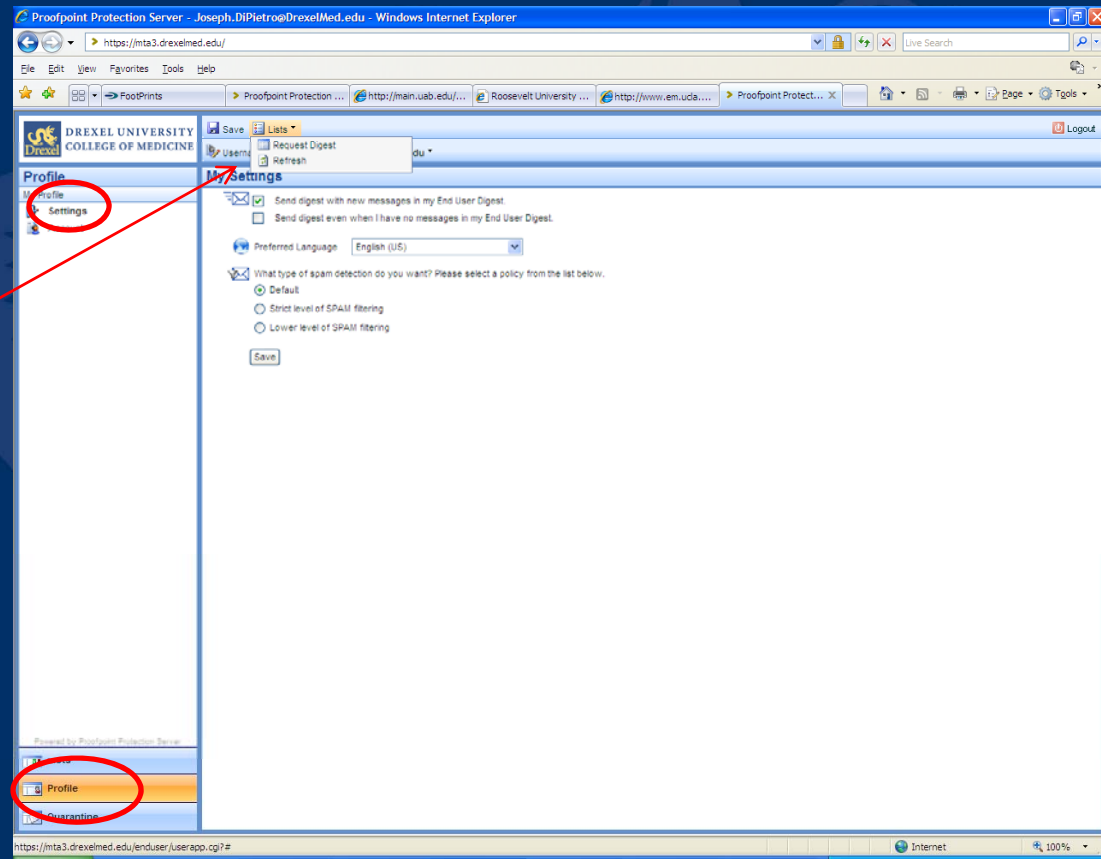 Proofpoint Protection Server - Joseph.DiPietro@DrexelMed.edu - Windows Internet Explorer
https://mta3.drexelmed.edu/
Live Search
File Edit View Favorites Tools Help
FootPrints
Proofpoint Protection ...
http://main.uab.edu/...
Roosevelt University ...
http://www.em.ucla....
Proofpoint Protect...
Page
Tools
DREXEL UNIVERSITY
COLLEGE OF MEDICINE
Drexel
Save Lists
Logout
Request Digest
du
Refresh
Profile
My Settings
Settings
Send digest with new messages in my End User Digest.
Send digest even when I have no messages in my End User Digest.
Preferred Language English (US)
What type of spam detection do you want? Please select a policy from the list below.
Default
Strict level of SPAM filtering
Lower level of SPAM filtering
Save
Powered by Proofpoint Protection Server
Profile
Quarantine
https://mta3.drexelmed.edu/enduser/userapp.cgi?#
Internet
100%